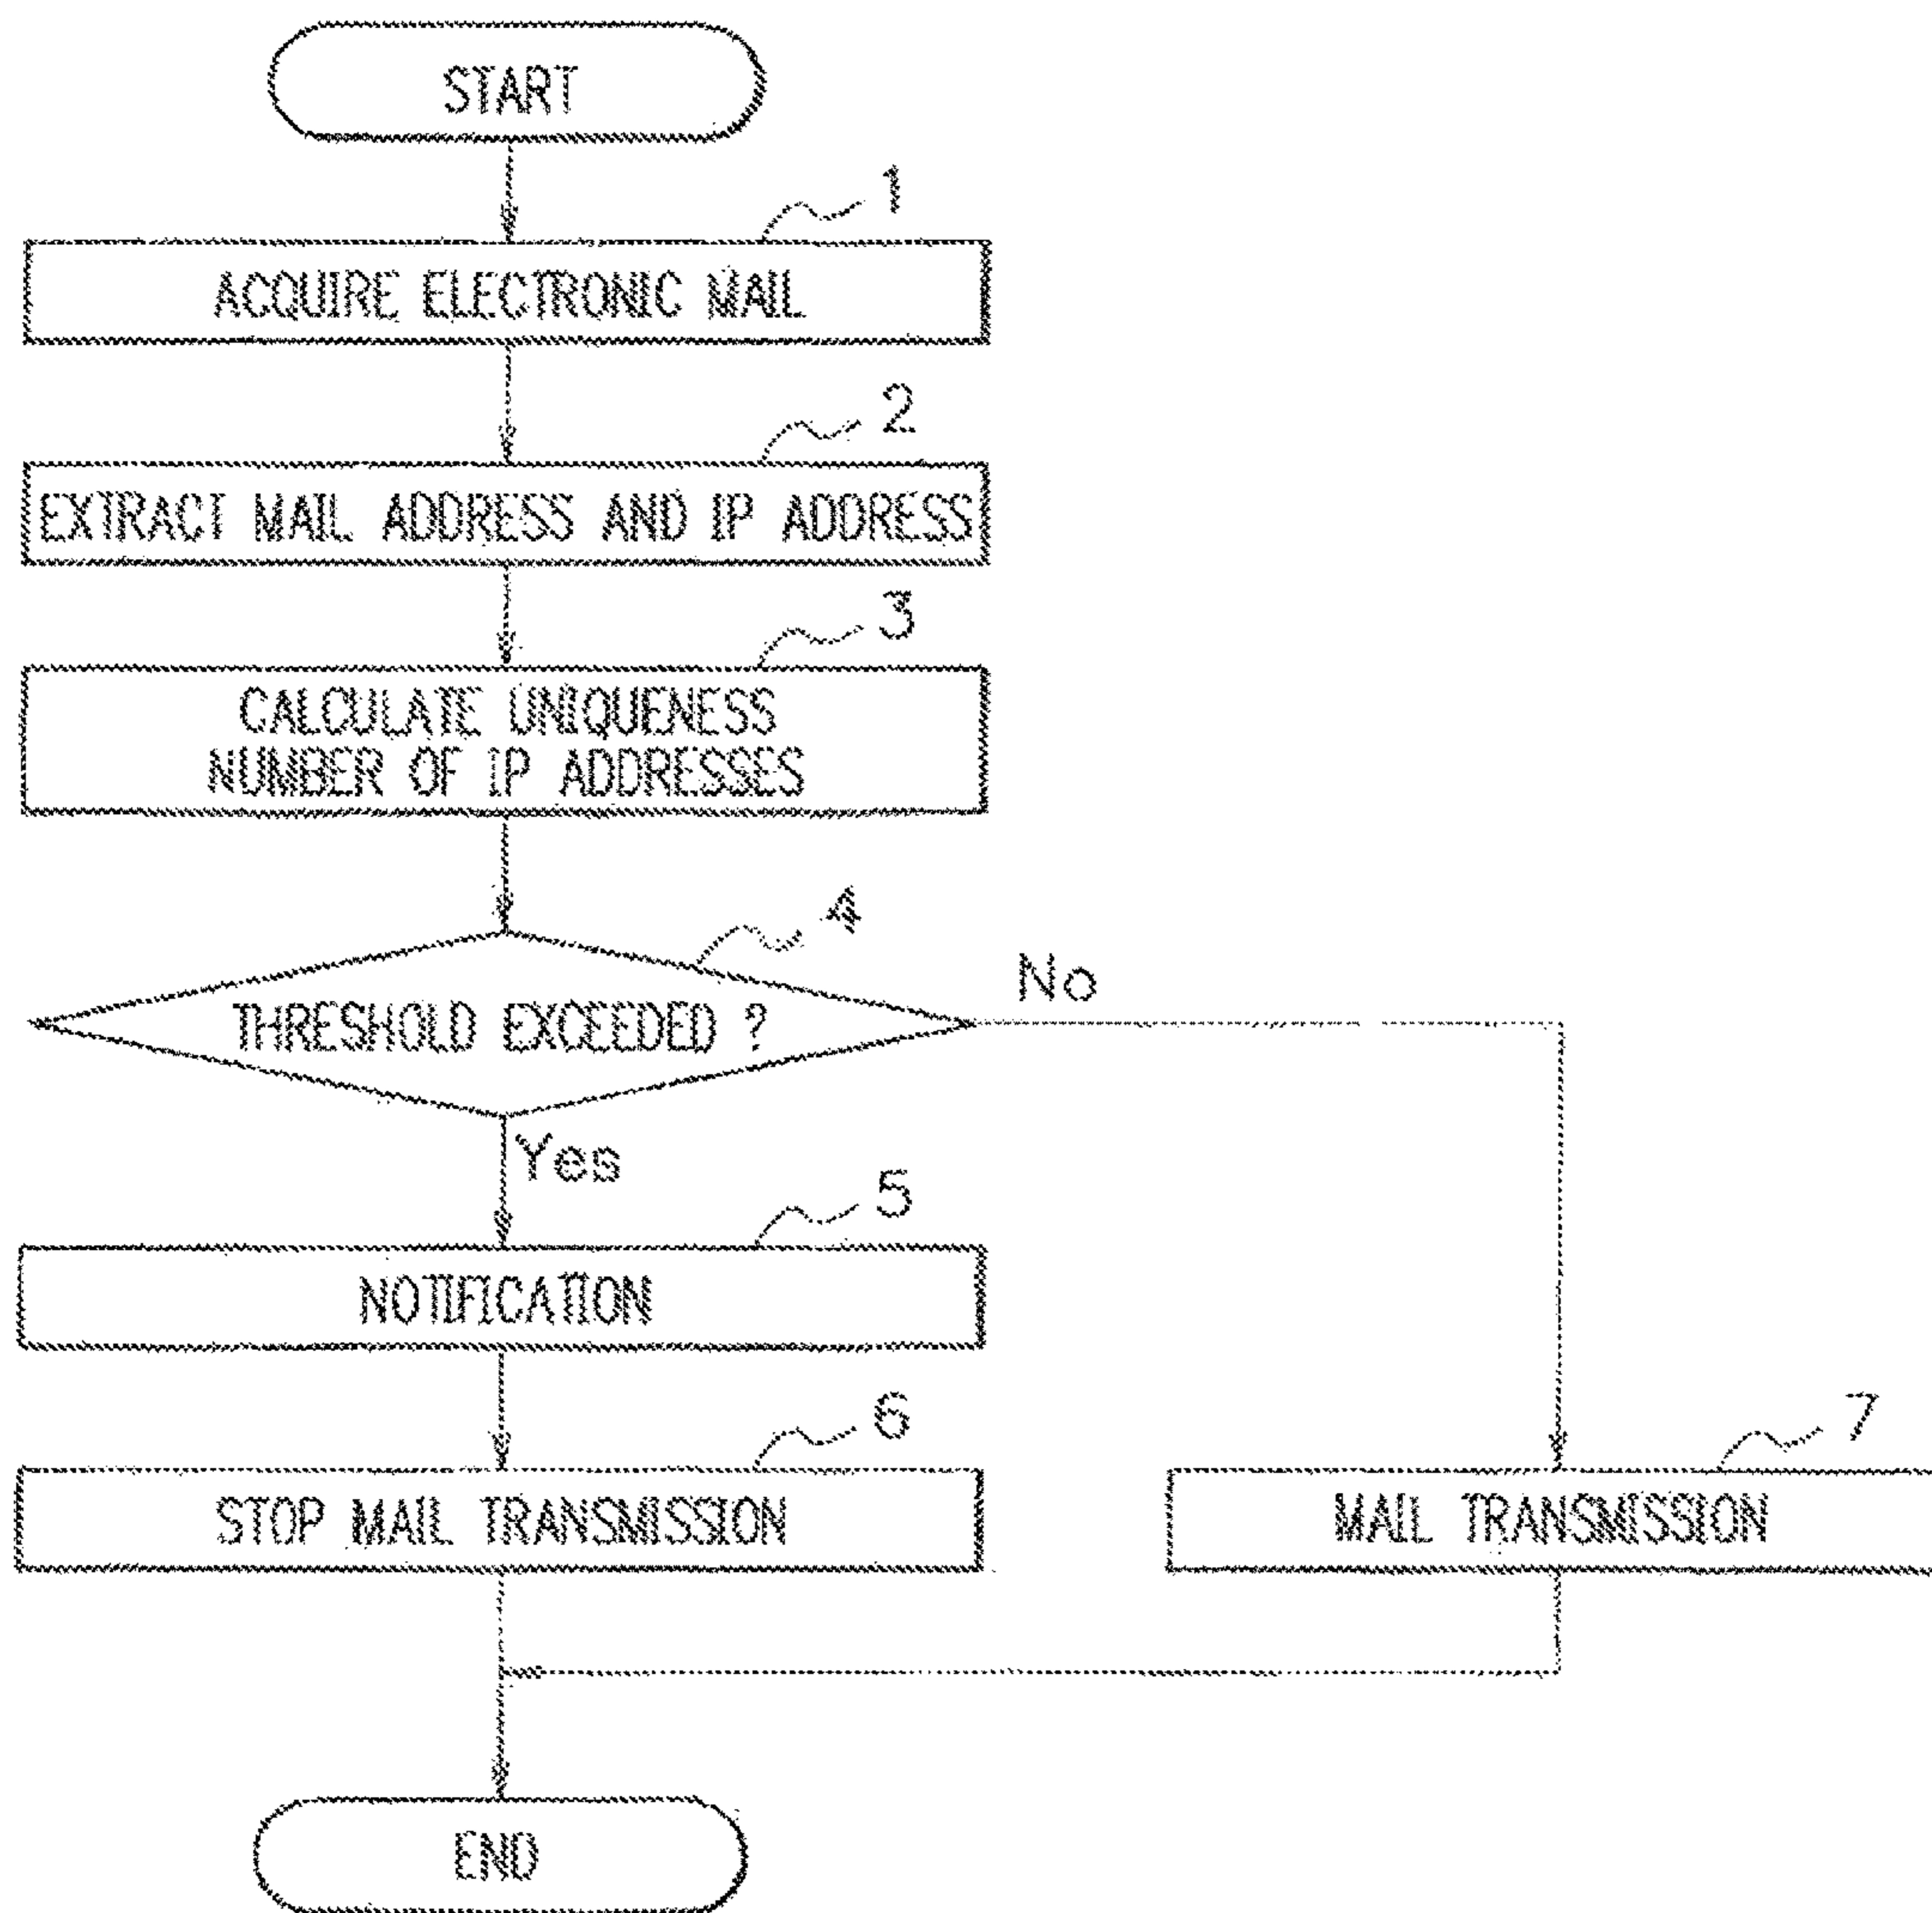 START
1
ACQUIRE ELECTRONIC MAIL
2
EXTRACT MAIL ADDRESS AND IP ADDRESS
3
CALCULATE UNIQUENESS
NUMBER OF IP ADDRESSES
4
THRESHOLD EXCEEDED ?
No
Yes
5
NOTIFICATION
6
STOP MAIL TRANSMISSION
7
MAIL TRANSMISSION
END